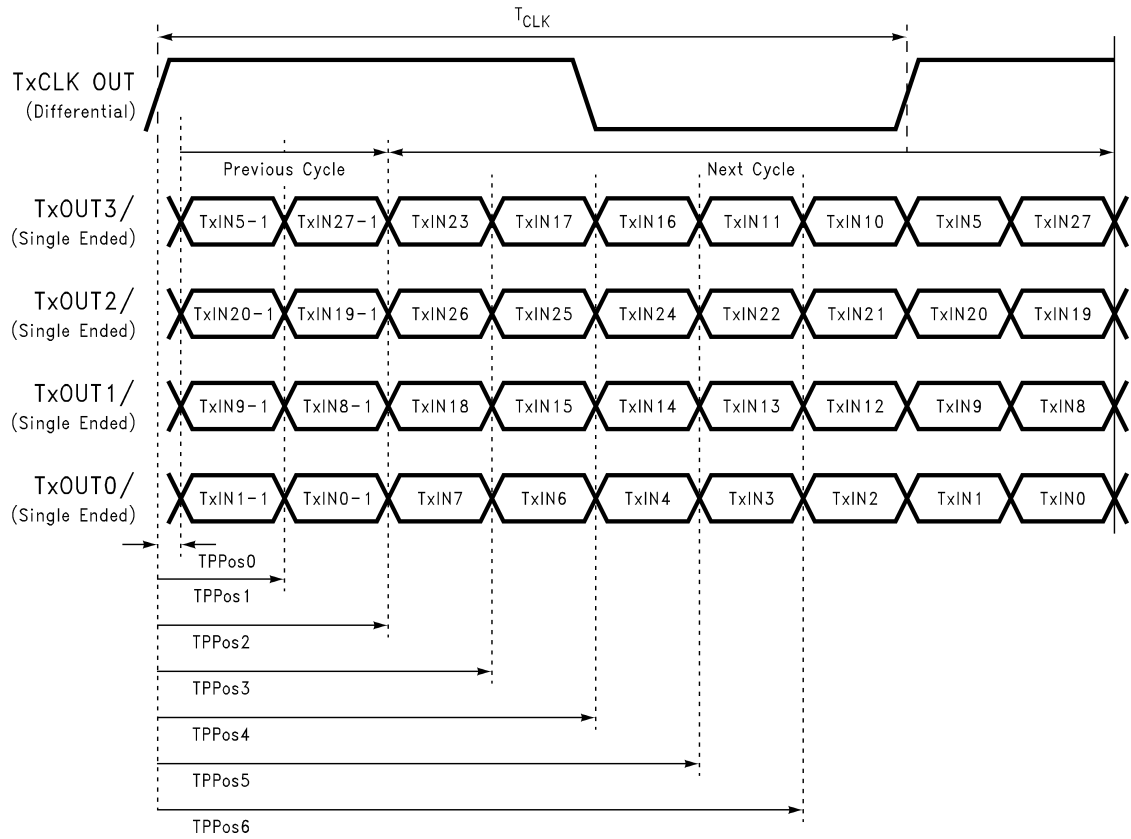 TCLK
TxCLK OUT
(Differential)
Previous Cycle
Next Cycle
TxOUT3/
(Single Ended)
TxIN5-1 TxIN27-1 TxIN23 TxIN17 TxIN16 TxIN11 TxIN10 TxIN5 TxIN27
TxOUT2/
(Single Ended)
TxIN20-1 TxIN19-1 TxIN26 TxIN25 TxIN24 TxIN22 TxIN21 TxIN20 TxIN19
TxOUT1/
(Single Ended)
TxIN9-1 TxIN8-1 TxIN18 TxIN15 TxIN14 TxIN13 TxIN12 TxIN9 TxIN8
TxOUT0/
(Single Ended)
TxIN1-1 TxIN0-1 TxIN7 TxIN6 TxIN4 TxIN3 TxIN2 TxIN1 TxIN0
TPPos0
TPPos1
TPPos2
TPPos3
TPPos4
TPPos5
TPPos6